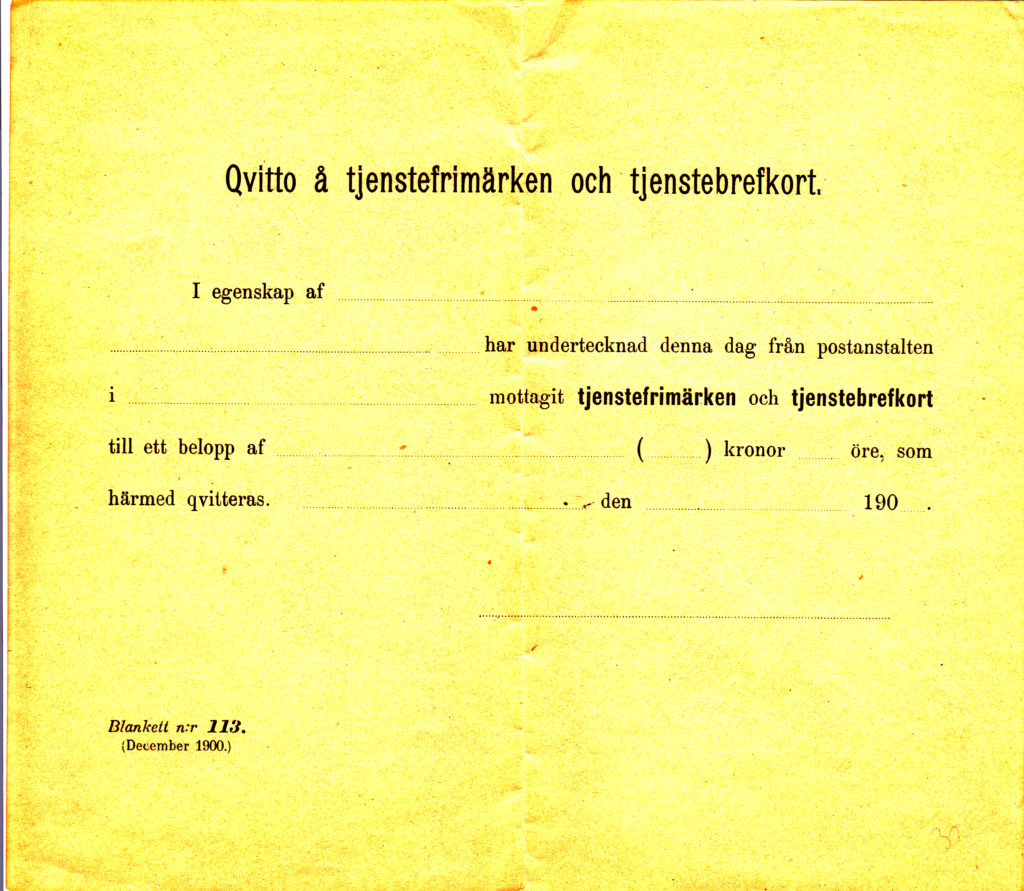 Qvitto å tjenstefrimärken och tjenstebrefkort.
I egenskap af
har undertecknad denna dag från postanstalten
i mottagit tjenstefrimärken och tjenstebrefkort
till ett belopp af ( ) kronor öre, som
härmed qvitteras. den 190 .
Blankett n:r 113.
(December 1900.)